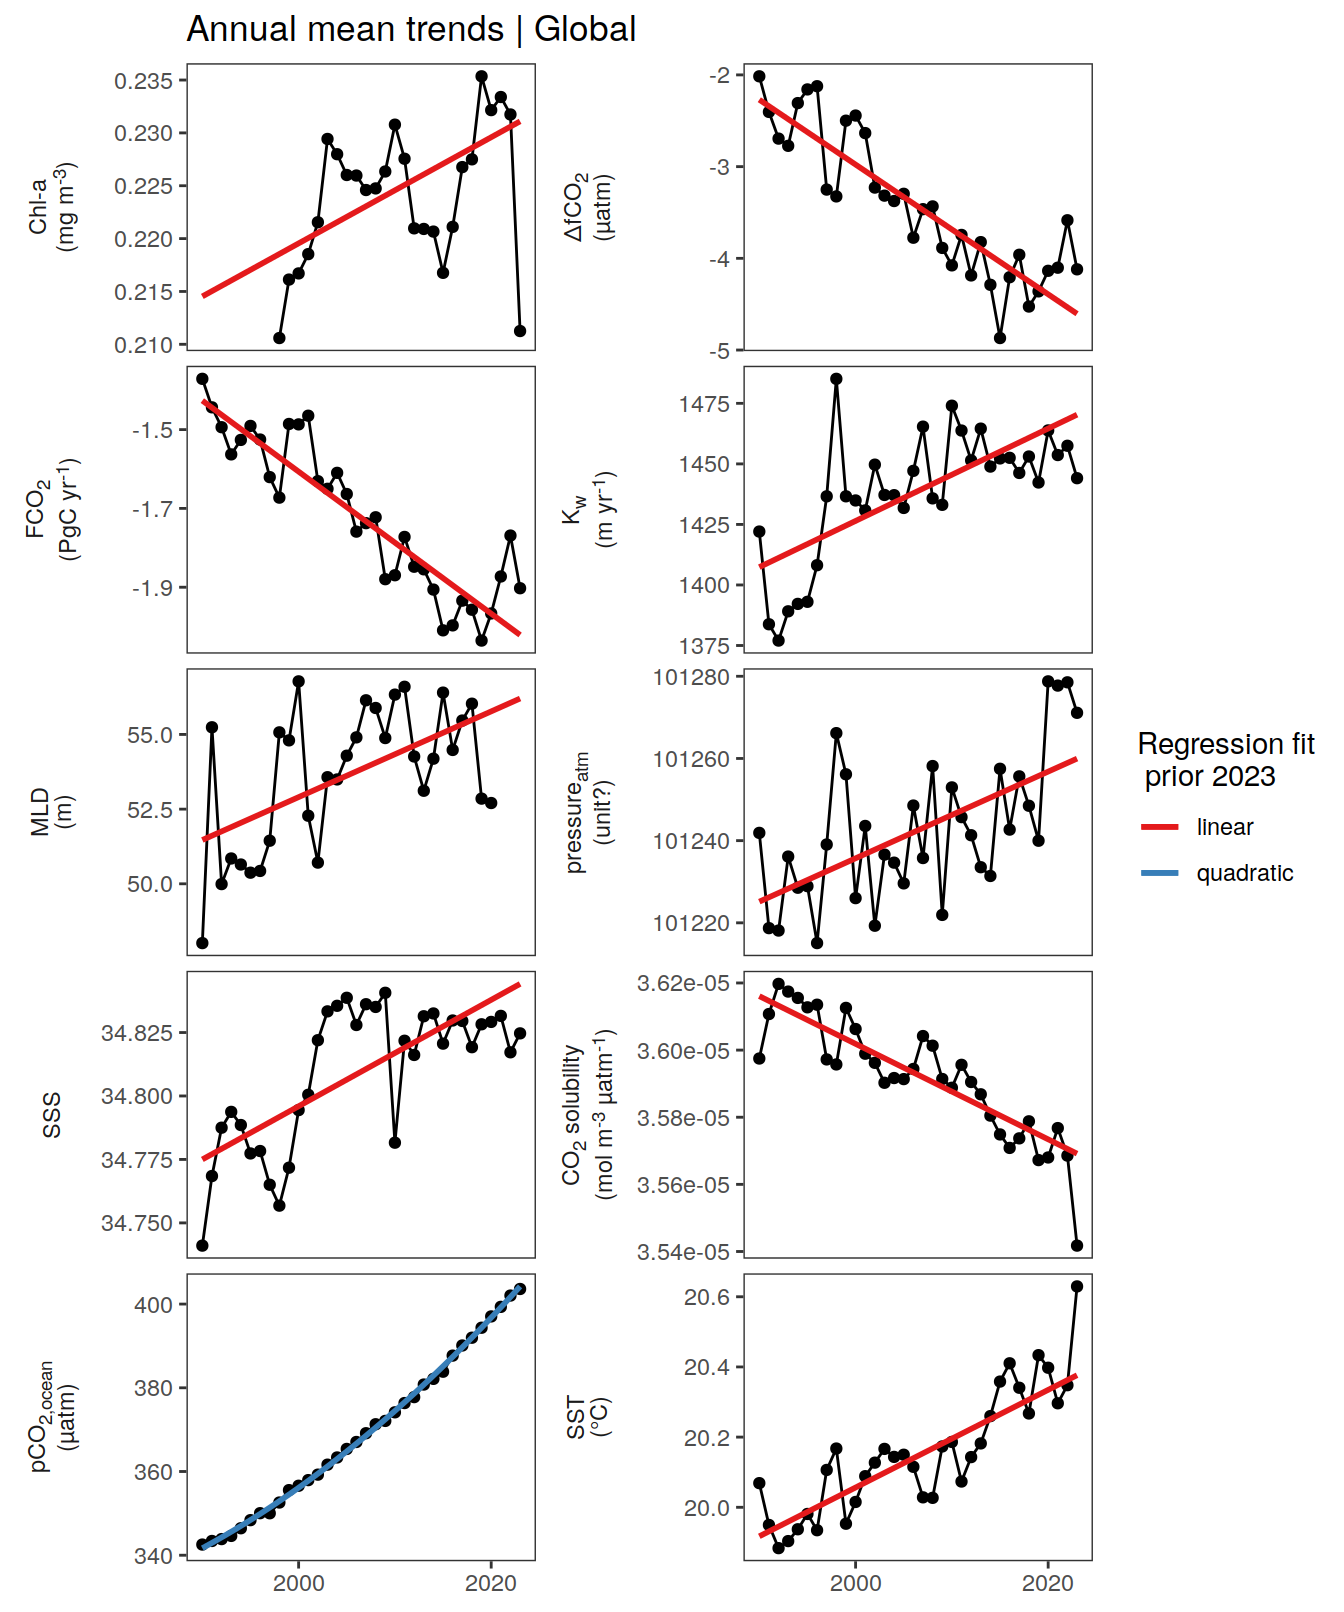 Annual mean trends | Global
Chl-a
(mg m-3)
0.235
0.230
0.225
0.220
0.215
0.210
ΔfCO2
(µatm)
-2
-3
-4
-5
FCO2
(PgC yr-1)
-1.5
-1.7
-1.9
Kw
(m yr-1)
1475
1450
1425
1400
1375
MLD
(m)
55.0
52.5
50.0
pressureatm
(unit?)
101280
101260
101240
101220
SSS
34.825
34.800
34.775
34.750
CO2 solubility
(mol m-3 µatm-1)
3.62e-05
3.60e-05
3.58e-05
3.56e-05
3.54e-05
pCO2,ocean
(µatm)
400
380
360
340
2000 2020
SST
(°C)
20.6
20.4
20.2
20.0
2000 2020
Regression fit
prior 2023
linear
quadratic